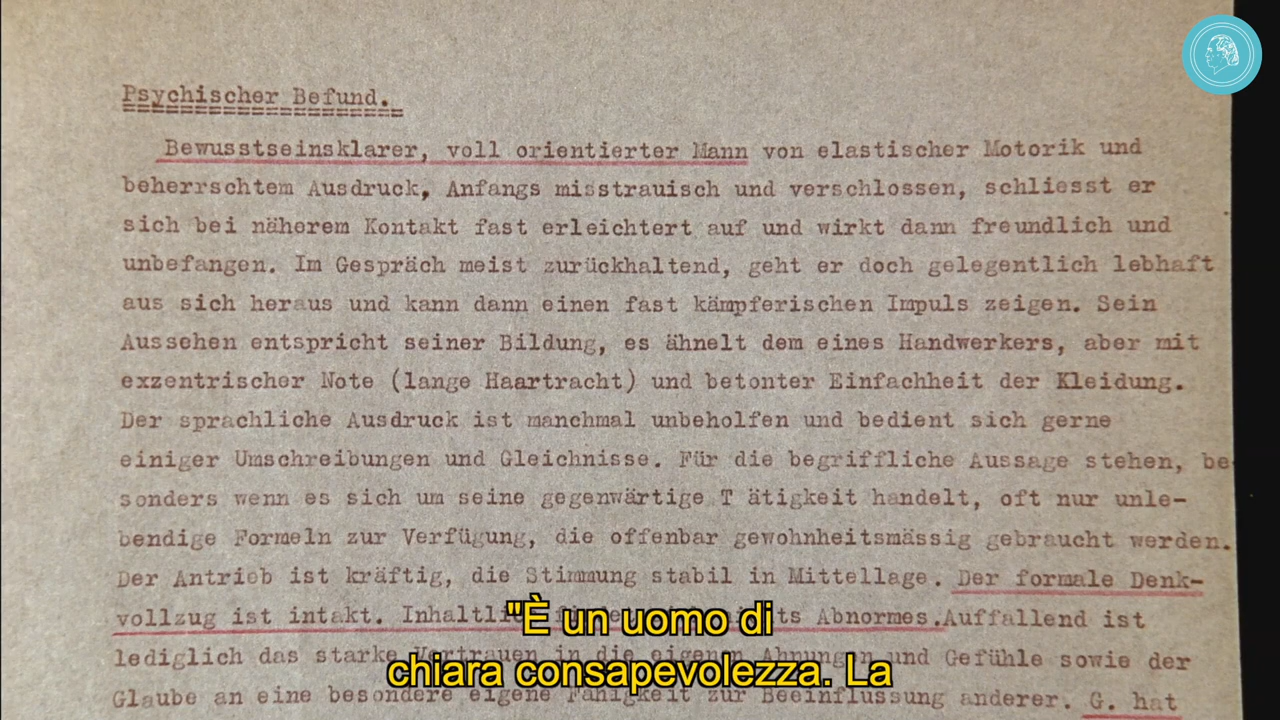 Psychischer Befund.
Bewusstseinsklarer, voll orientierter Mann von elastischer Motorik und
beherrschtem Ausdruck, Anfangs misstrauisch und verschlossen, schliesst er
sich bei näherem Kontakt fast erleichtert auf und wirkt dann freundlich und
unbefangen. Im Gespräch meist zurückhaltend, geht er doch gelegentlich lebhaft
aus sich heraus und kann dann einen fast kämpferischen Impuls zeigen. Sein
Aussehen entspricht seiner Bildung, es ähnelt dem eines Handwerkers, aber mit
exzentrischer Note (lange Haartracht) und betonter Einfachheit der Kleidung.
Der sprachliche Ausdruck ist manchmal unbeholfen und bedient sich gerne
einiger Umschreibungen und Gleichnisse. Für die begriffliche Aussage stehen, be
sonders wenn es sich um seine gegenwärtige T ätigkeit handelt, oft nur unle-
bendige Formeln zur Verfügung, die offenbar gewohnheitsmässig gebraucht werden.
Der Antrieb ist kräftig, die Stimmung stabil in Mittellage. Der formale Denk-
vollzug ist intakt. Abnormes. Auffallend ist
lediglich das starke Vertrauen in die eigenen Ahnungen und Gefühle sowie der
Glaube an eine besondere eigene Fähigkeit zur Beeinflussung anderer. G. hat
"È un uomo di
chiara consapevolezza. La